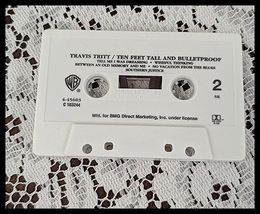 TRAVIS TRITT / TEN FEET TALL AND BULLETPROOF
TELL ME I WAS DREAMING • WISHFUL THINKING
BETWEEN AN OLD MEMORY AND ME • NO VACATION FROM THE BLUES
SOUTHERN JUSTICE
4-45603
C 103244
2
Mfd. for BMG Direct Marketing, Inc. under license